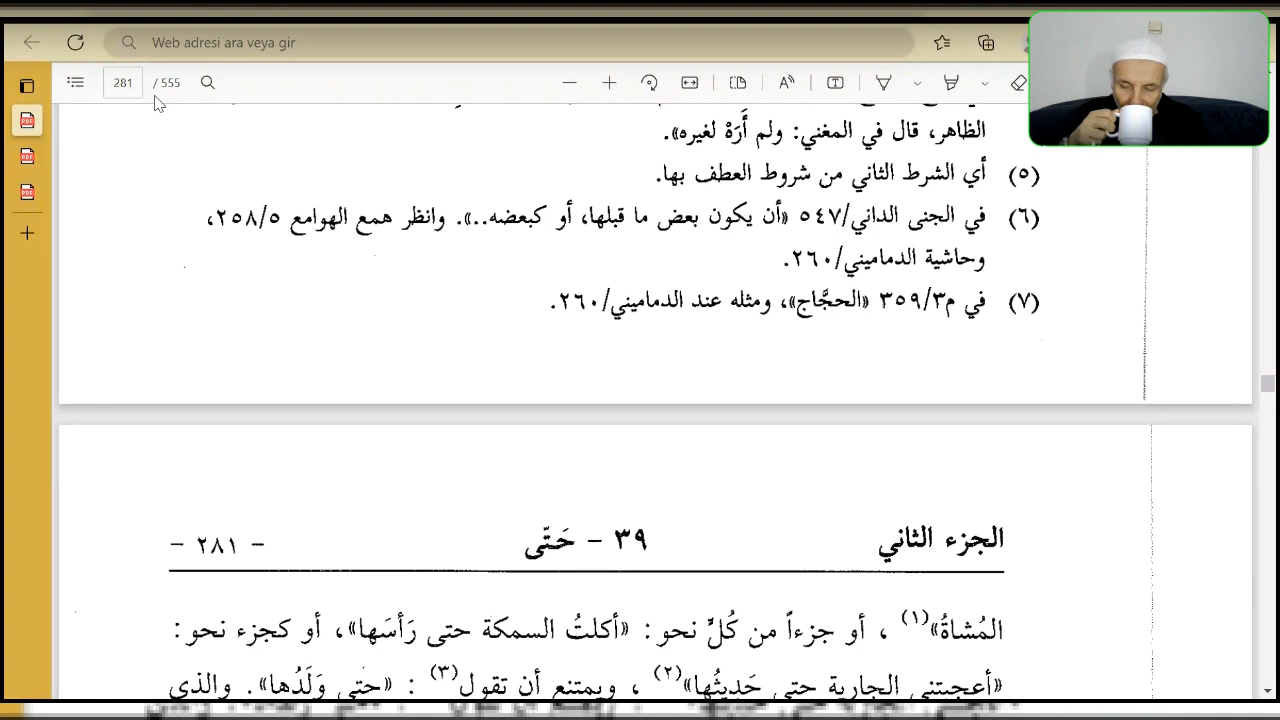 Web adresi ara veya gir
281 / 555
الظاهر، قال في المغني: ولم أَرَهْ لغيره».
(٥) أي الشرط الثاني من شروط العطف بها.
(٦) في الجنى الداني/٥٤٧ «أن يكون بعض ما قبلها، أو كبعضه..». وانظر همع الهوامع ٢٥٨/٥،
وحاشية الدماميني/٢٦٠.
(٧) في م٣٥٩/٣ «الحجَّاج»، ومثله عند الدماميني/٢٦٠.
الجزء الثاني ٣٩ - حَتّى - ٢٨١ -
المُشاةُ»(١) ، أو جزءاً من كُلٍّ نحو: «أكلتُ السمكة حتى رَأسَها»، أو كجزء نحو:
«أعجبتني الجارية حتى حَديثُها»(٢) ، ويمتنع أن تقول(٣) : «حتى وَلَدُها». والذي